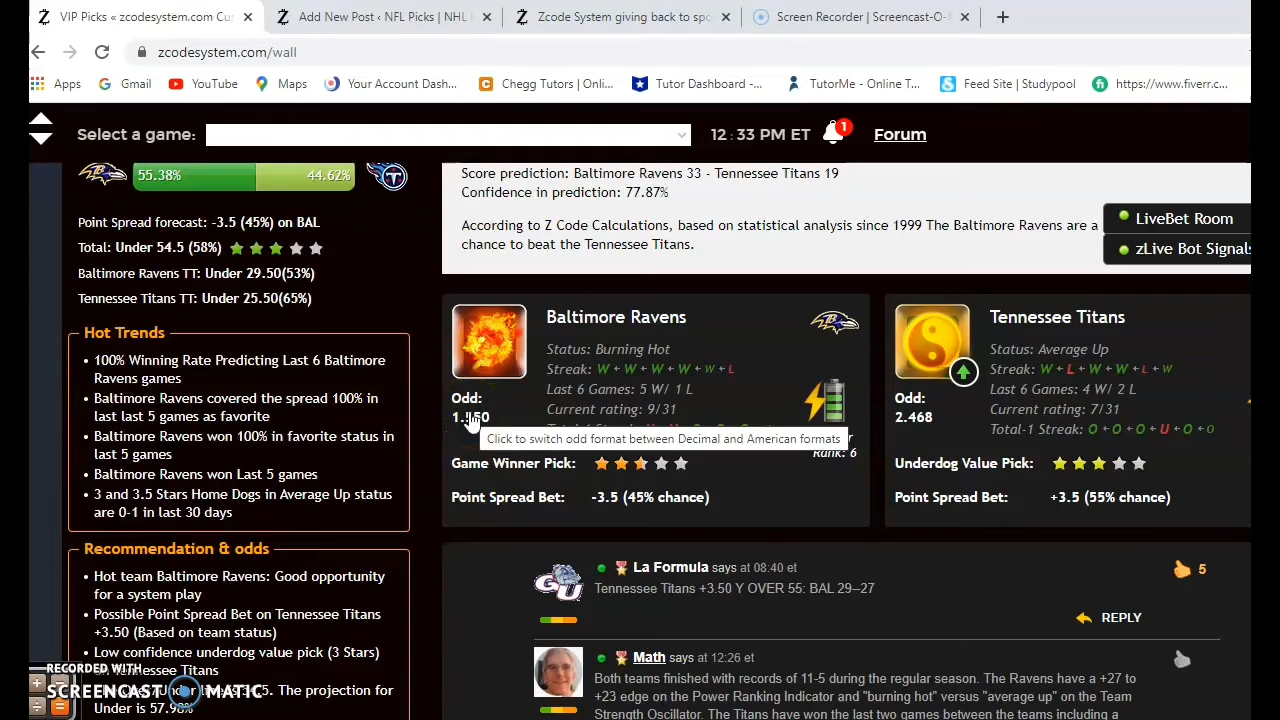 VIP Picks « zcodesystem.com Cu
Add New Post ‹ NFL Picks | NHL
Zcode System giving back to spo
Screen Recorder | Screencast-O-
zcodesystem.com/wall
Apps
Gmail
YouTube
Maps
Your Account Dash...
Chegg Tutors | Onli...
Tutor Dashboard -...
TutorMe - Online T...
Feed Site | Studypool
https://www.fiverr.c...
Select a game:
12:33 PM ET
1
Forum
55.38%
44.62%
Point Spread forecast: -3.5 (45%) on BAL
Total: Under 54.5 (58%)
Baltimore Ravens TT: Under 29.50(53%)
Tennessee Titans TT: Under 25.50(65%)
Hot Trends
• 100% Winning Rate Predicting Last 6 Baltimore
Ravens games
• Baltimore Ravens covered the spread 100% in
last last 5 games as favorite
• Baltimore Ravens won 100% in favorite status in
last 5 games
• Baltimore Ravens won Last 5 games
• 3 and 3.5 Stars Home Dogs in Average Up status
are 0-1 in last 30 days
Recommendation & odds
• Hot team Baltimore Ravens: Good opportunity
for a system play
• Possible Point Spread Bet on Tennessee Titans
+3.50 (Based on team status)
• Low confidence underdog value pick (3 Stars)
Tennessee Titans
5. The projection for
Under is 57.98%
RECORDED WITH
SCREENCAST MATIC
Score prediction: Baltimore Ravens 33 - Tennessee Titans 19
Confidence in prediction: 77.87%
According to Z Code Calculations, based on statistical analysis since 1999 The Baltimore Ravens are a
chance to beat the Tennessee Titans.
LiveBet Room
zLive Bot Signals
Baltimore Ravens
Status: Burning Hot
Streak: W ← W ← W ← W ← W ← L
Last 6 Games: 5 W/ 1 L
Current rating: 9/31
Odd:
Click to switch odd format between Decimal and American formats
Rank: 6
Game Winner Pick:
Point Spread Bet: -3.5 (45% chance)
Tennessee Titans
Status: Average Up
Streak: W ← L ← W ← W ← L ← W
Last 6 Games: 4 W/ 2 L
Current rating: 7/31
Total-1 Streak: O ← O ← O ← U ← O ← O
Odd:
2.468
Underdog Value Pick:
Point Spread Bet: +3.5 (55% chance)
GU
La Formula says at 08:40 et
Tennessee Titans +3.50 Y OVER 55: BAL 29--27
5
REPLY
Math says at 12:26 et
Both teams finished with records of 11-5 during the regular season. The Ravens have a +27 to
+23 edge on the Power Ranking Indicator and "burning hot" versus "average up" on the Team
Strength Oscillator. The Titans have won the last two games between the teams including a